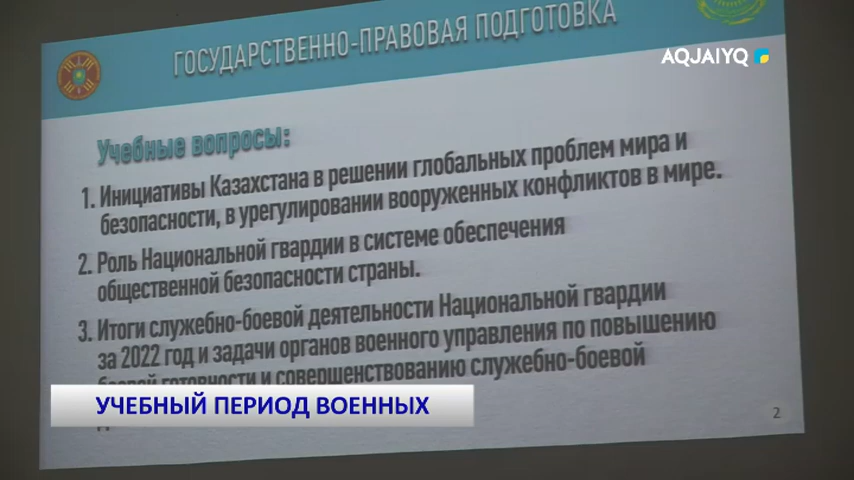 ГОСУДАРСТВЕННО-ПРАВОВАЯ ПОДГОТОВКА
AQJAIYQ
Учебные вопросы:
1. Инициативы Казахстана в решении глобальных проблем мира и
безопасности, в урегулировании вооруженных конфликтов в мире.
2. Роль Национальной гвардии в системе обеспечения
общественной безопасности страны.
3. Итоги служебно-боевой деятельности Национальной гвардии
за 2022 год и задачи органов военного управления по повышению
боевой готовности и совершенствованию служебно-боевой
УЧЕБНЫЙ ПЕРИОД ВОЕННЫХ
2